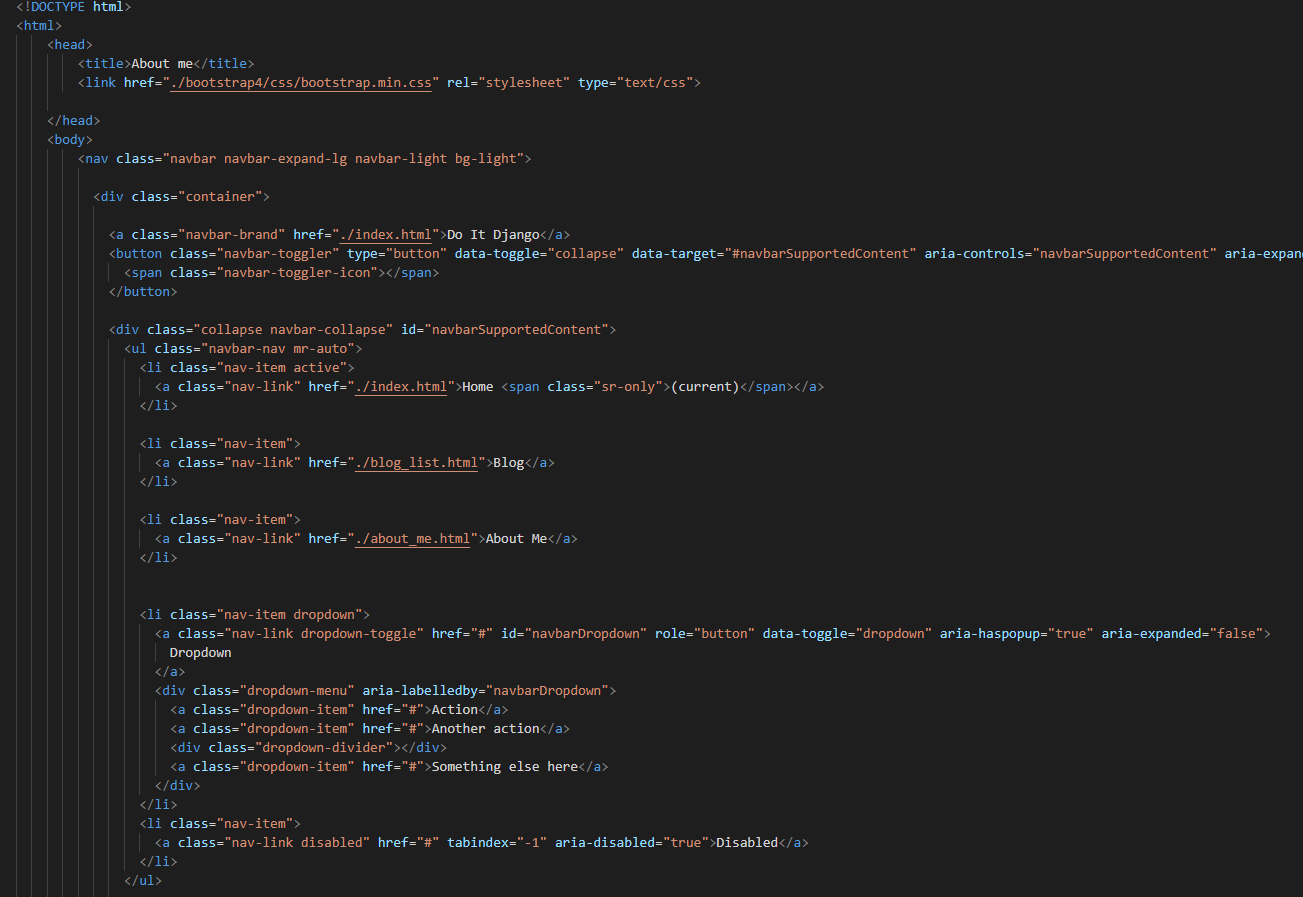 <!DOCTYPE html>
<html>
<head>
<title>About me</title>
<link href="./bootstrap4/css/bootstrap.min.css" rel="stylesheet" type="text/css">
</head>
<body>
<nav class="navbar navbar-expand-lg navbar-light bg-light">
<div class="container">
<a class="navbar-brand" href="./index.html">Do It Django</a>
<button class="navbar-toggler" type="button" data-toggle="collapse" data-target="#navbarSupportedContent" aria-controls="navbarSupportedContent" aria-expan
<span class="navbar-toggler-icon"></span>
</button>
<div class="collapse navbar-collapse" id="navbarSupportedContent">
<ul class="navbar-nav mr-auto">
<li class="nav-item active">
<a class="nav-link" href="./index.html">Home <span class="sr-only">(current)</span></a>
</li>
<li class="nav-item">
<a class="nav-link" href="./blog_list.html">Blog</a>
</li>
<li class="nav-item">
<a class="nav-link" href="./about_me.html">About Me</a>
</li>
<li class="nav-item dropdown">
<a class="nav-link dropdown-toggle" href="#" id="navbarDropdown" role="button" data-toggle="dropdown" aria-haspopup="true" aria-expanded="false">
Dropdown
</a>
<div class="dropdown-menu" aria-labelledby="navbarDropdown">
<a class="dropdown-item" href="#">Action</a>
<a class="dropdown-item" href="#">Another action</a>
<div class="dropdown-divider"></div>
<a class="dropdown-item" href="#">Something else here</a>
</div>
</li>
<li class="nav-item">
<a class="nav-link disabled" href="#" tabindex="-1" aria-disabled="true">Disabled</a>
</li>
</ul>